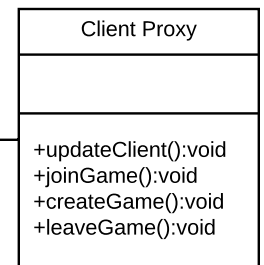 Client Proxy
+updateClient():void
+joinGame():void
+createGame():void
+leaveGame():void